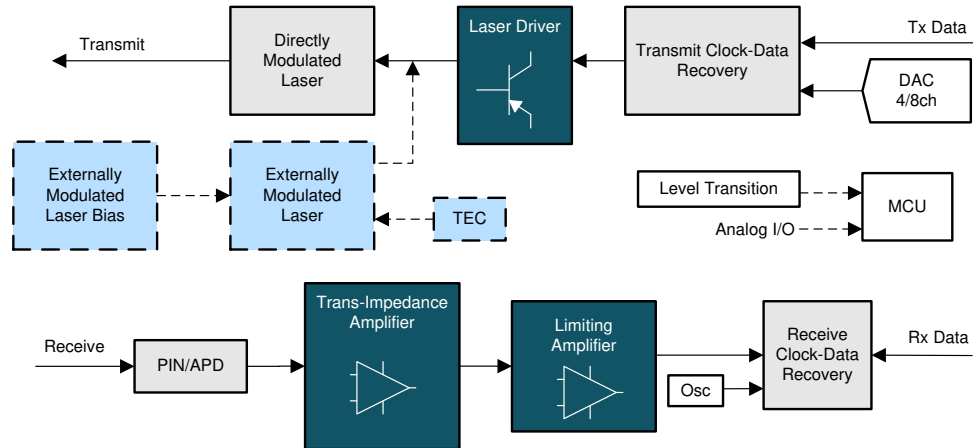 Transmit
Directly
Modulated
Laser
Laser Driver
Transmit Clock-Data
Recovery
Tx Data
DAC
4/8ch
Externally
Modulated
Laser Bias
Externally
Modulated
Laser
TEC
Level Transition
Analog I/O
MCU
Receive
PIN/APD
Trans-Impedance
Amplifier
Limiting
Amplifier
Osc
Receive
Clock-Data
Recovery
Rx Data